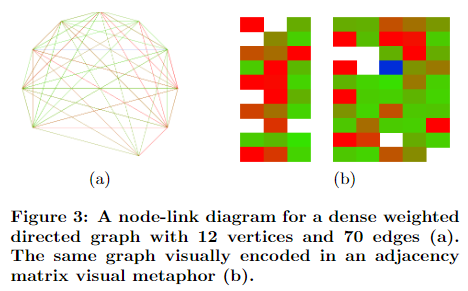 (a)
(b)
Figure 3: A node-link diagram for a dense weighted
directed graph with 12 vertices and 70 edges (a).
The same graph visually encoded in an adjacency
matrix visual metaphor (b).